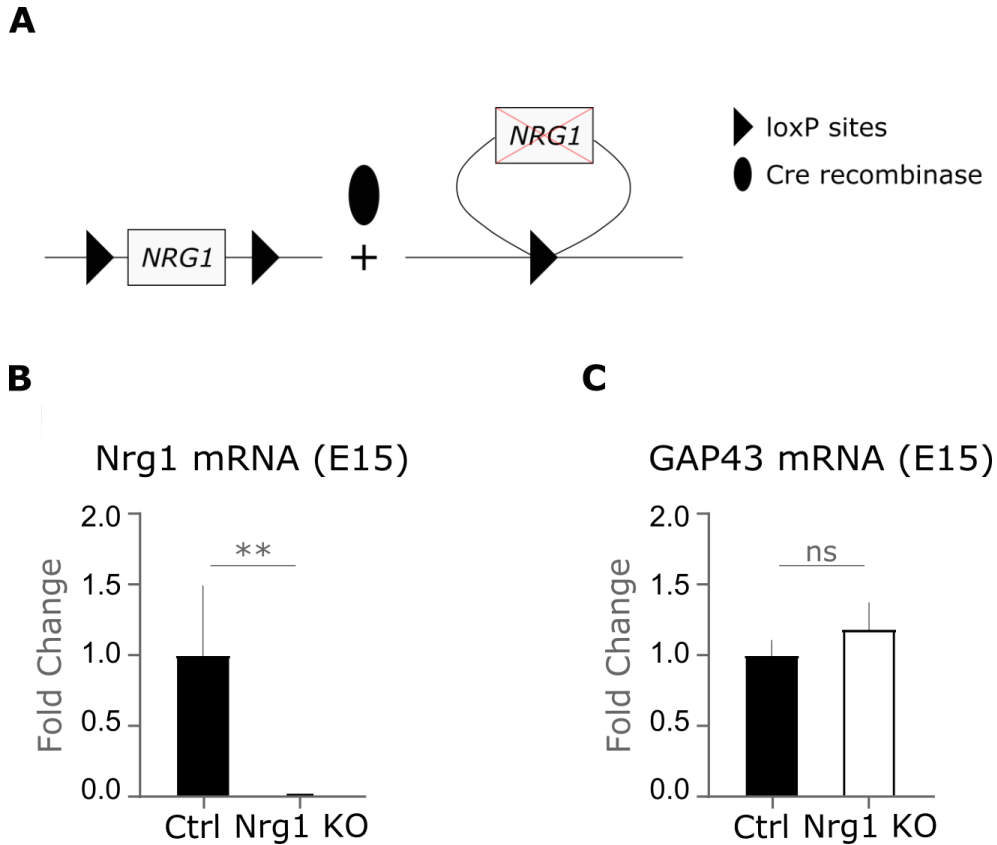 A
NRG1
loxP sites
Cre recombinase
NRG1
+
B
C
Nrg1 mRNA (E15)
GAP43 mRNA (E15)
Fold Change
2.0
1.5
1.0
0.5
0.0
**
Ctrl Nrg1 KO
Fold Change
2.0
1.5
1.0
0.5
0.0
ns
Ctrl Nrg1 KO